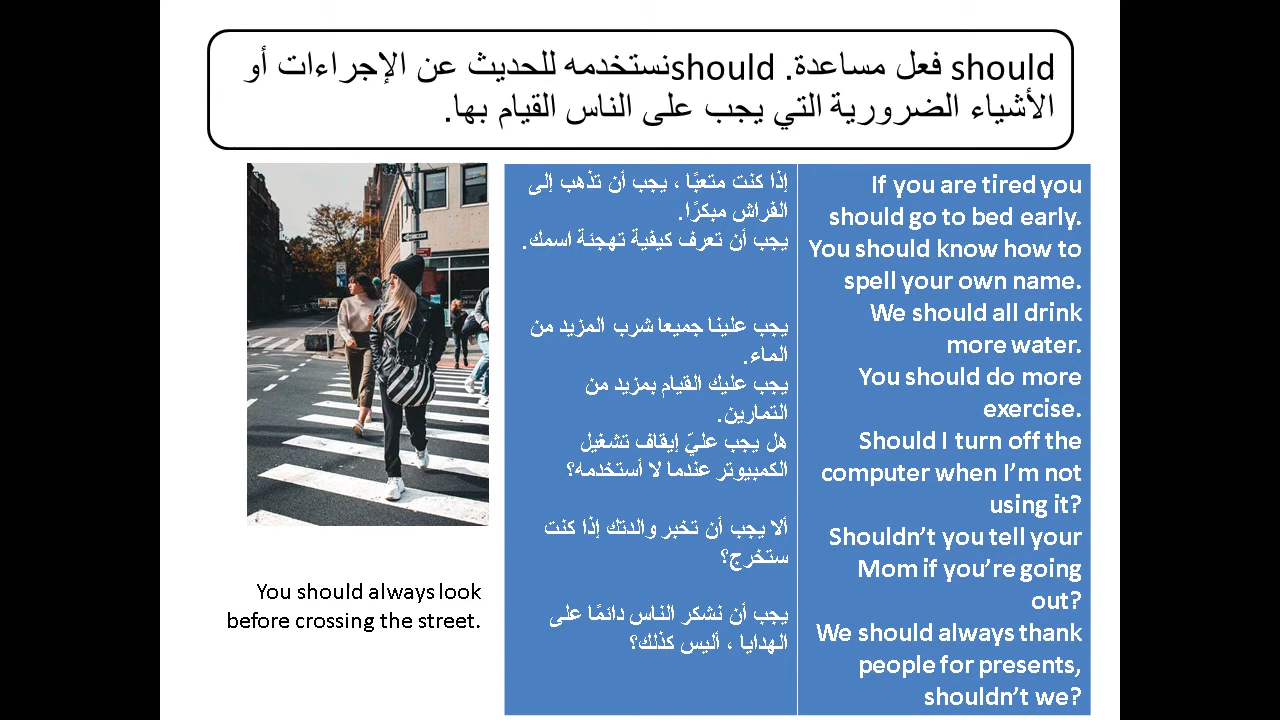 should فعل مساعدة. shouldنستخدمه للحديث عن الإجراءات أو
الأشياء الضرورية التي يجب على الناس القيام بها.
If you are tired you
should go to bed early.
You should know how to
spell your own name.
We should all drink
more water.
You should do more
exercise.
Should I turn off the
computer when I’m not
using it?
Shouldn’t you tell your
Mom if you’re going
out?
We should always thank
people for presents,
shouldn’t we?
إذا كنت متعبًا ، يجب أن تذهب إلى
الفراش مبكرًا.
يجب أن تعرف كيفية تهجئة اسمك.
يجب علينا جميعا شرب المزيد من
الماء.
يجب عليك القيام بمزيد من
التمارين.
هل يجب عليّ إيقاف تشغيل
الكمبيوتر عندما لا أستخدمه؟
ألا يجب أن تخبر والدتك إذا كنت
ستخرج؟
يجب أن نشكر الناس دائمًا على
الهدايا ، أليس كذلك؟
You should always look
before crossing the street.